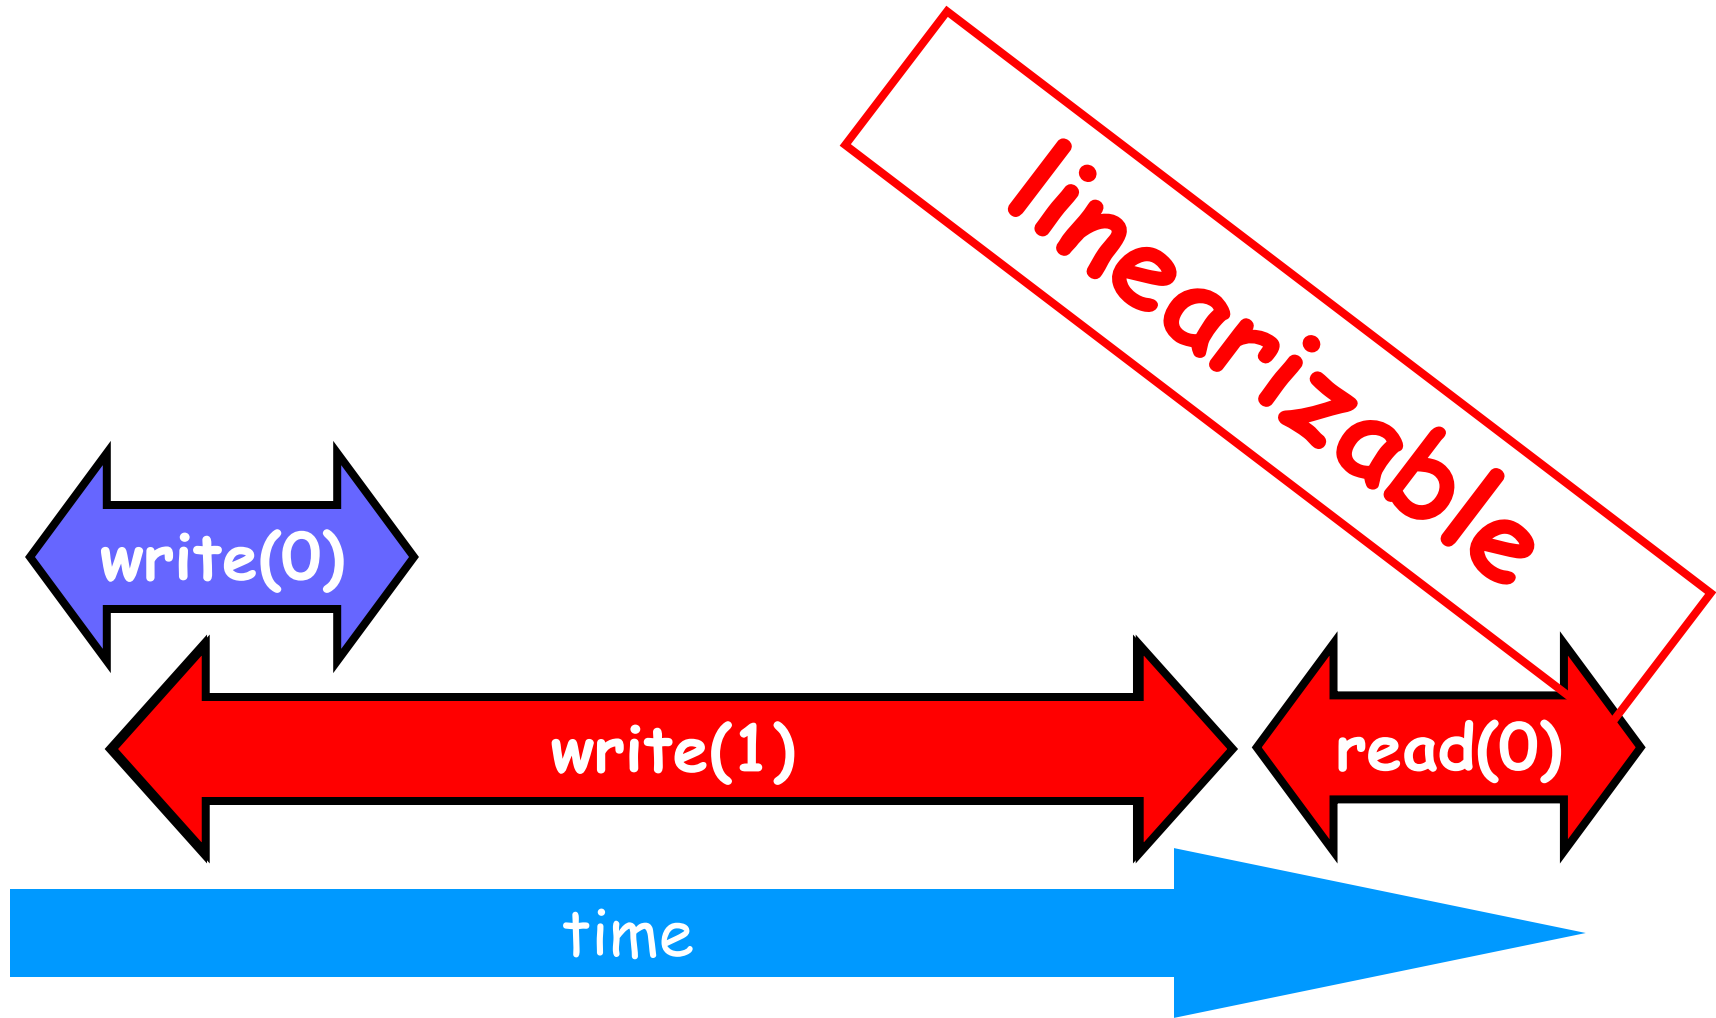 linearizable
write(0)
write(1)
read(0)
time